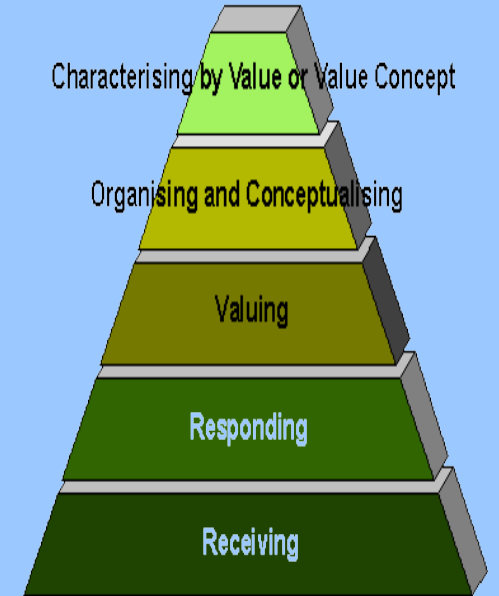 Characterising by Value or Value Concept
Organising and Conceptualising
Valuing
Responding
Receiving